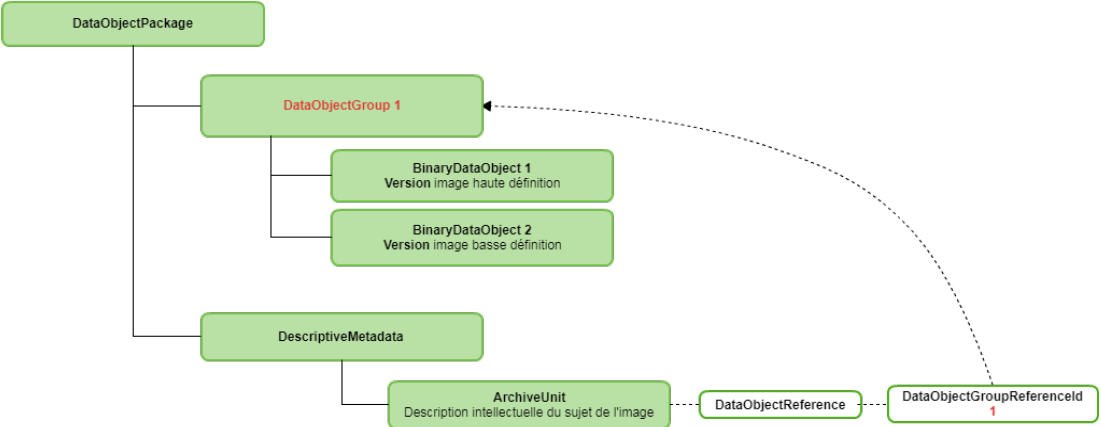 DataObjectPackage
DataObjectGroup 1
BinaryDataObject 1
Version image haute définition
BinaryDataObject 2
Version image basse définition
DescriptiveMetadata
ArchiveUnit
Description intellectuelle du sujet de l'image
DataObjectReference
DataObjectGroupReferenceId
1